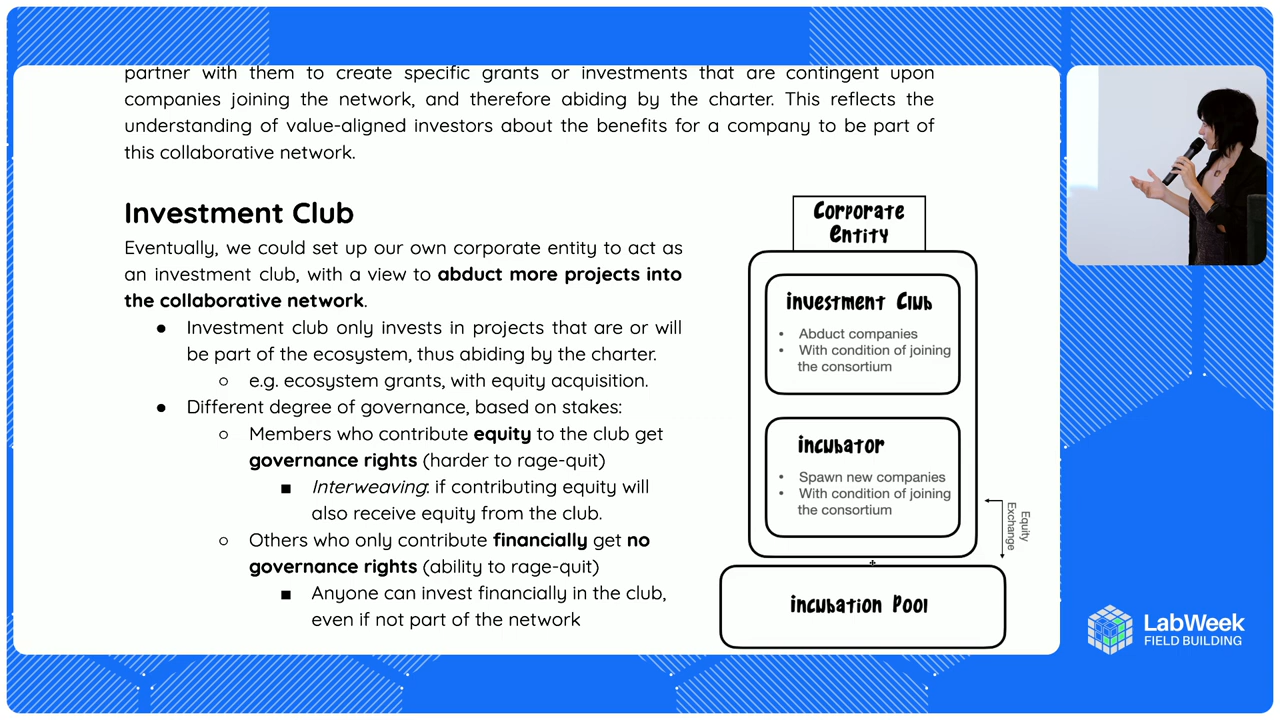 partner with them to create specific grants or investments that are contingent upon
companies joining the network, and therefore abiding by the charter. This reflects the
understanding of value-aligned investors about the benefits for a company to be part of
this collaborative network.
Investment Club
Eventually, we could set up our own corporate entity to act as
an investment club, with a view to abduct more projects into
the collaborative network.
● Investment club only invests in projects that are or will
be part of the ecosystem, thus abiding by the charter.
○ e.g. ecosystem grants, with equity acquisition.
● Different degree of governance, based on stakes:
○ Members who contribute equity to the club get
governance rights (harder to rage-quit)
■ Interweaving: if contributing equity will
also receive equity from the club.
○ Others who only contribute financially get no
governance rights (ability to rage-quit)
■ Anyone can invest financially in the club,
even if not part of the network
Corporate
Entity
investment Club
• Abduct companies
• With condition of joining
the consortium
incubator
• Spawn new companies
• With condition of joining
the consortium
Equity
Exchange
incubation Pool
LabWeek
FIELD BUILDING